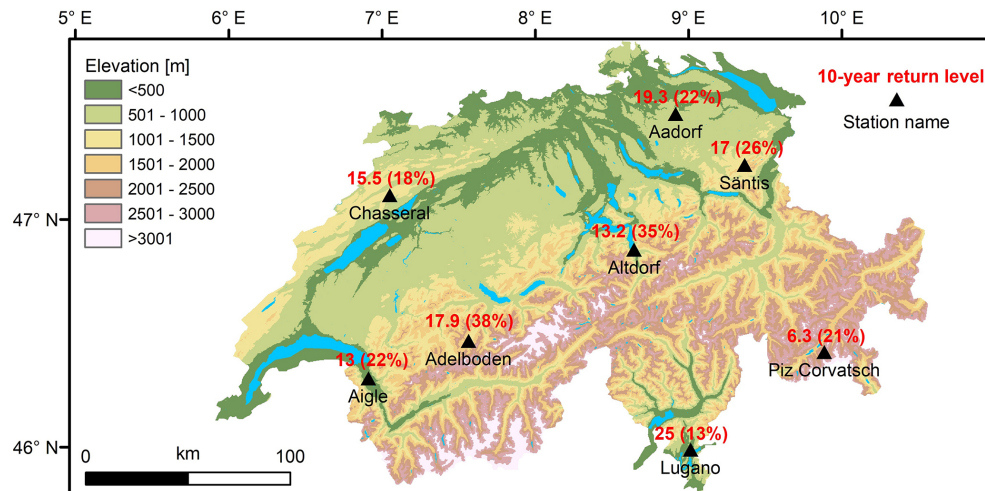 5° E 6° E 7° E 8° E 9° E 10° E
Elevation [m]
<500
501 - 1000
1001 - 1500
1501 - 2000
2001 - 2500
2501 - 3000
>3001
10-year return level
Station name
19.3 (22%)
Aadorf
17 (26%)
Säntis
15.5 (18%)
Chasseral
47° N
13.2 (35%)
Altdorf
17.9 (38%)
Adelboden
6.3 (21%)
Piz Corvatsch
13 (22%)
Aigle
25 (13%)
Lugano
46° N
0 km 100